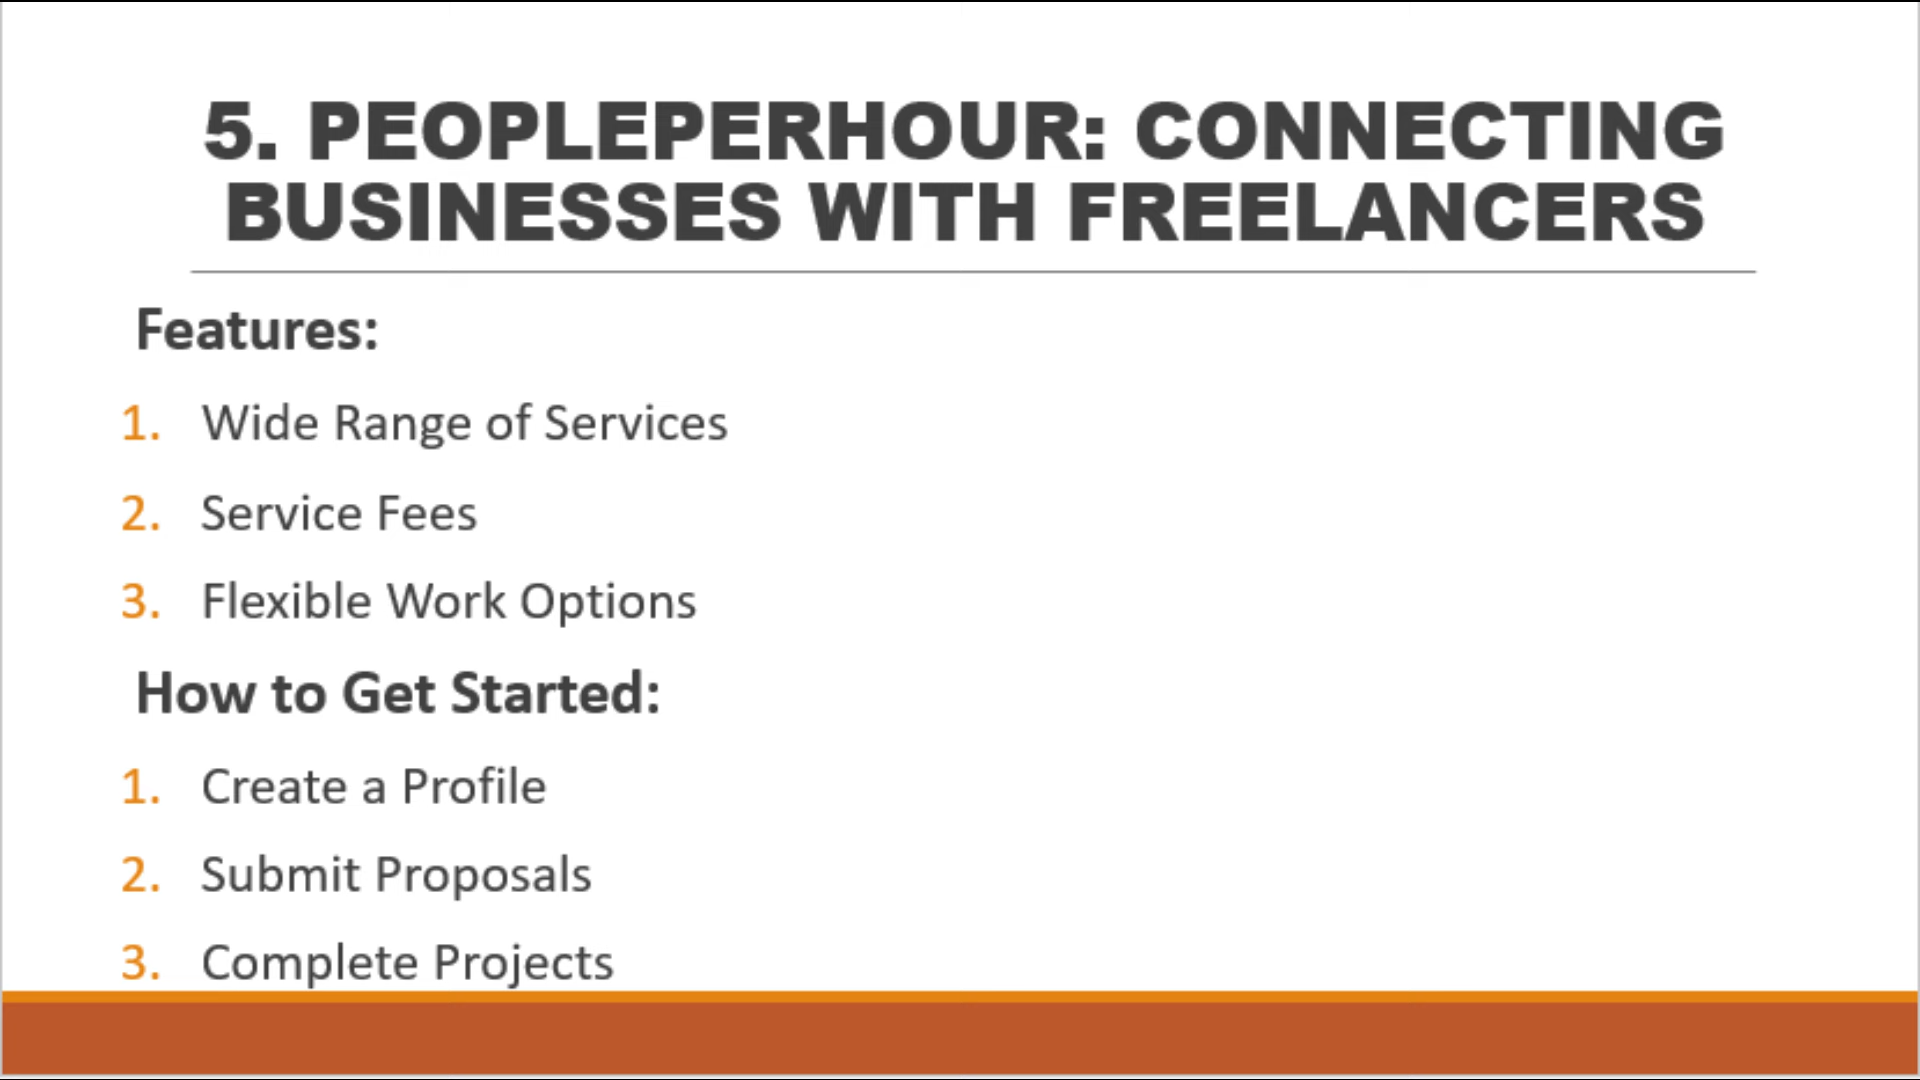 5. PEOPLEPERHOUR: CONNECTING
BUSINESSES WITH FREELANCERS
Features:
1. Wide Range of Services
2. Service Fees
3. Flexible Work Options
How to Get Started:
1. Create a Profile
2. Submit Proposals
3. Complete Projects